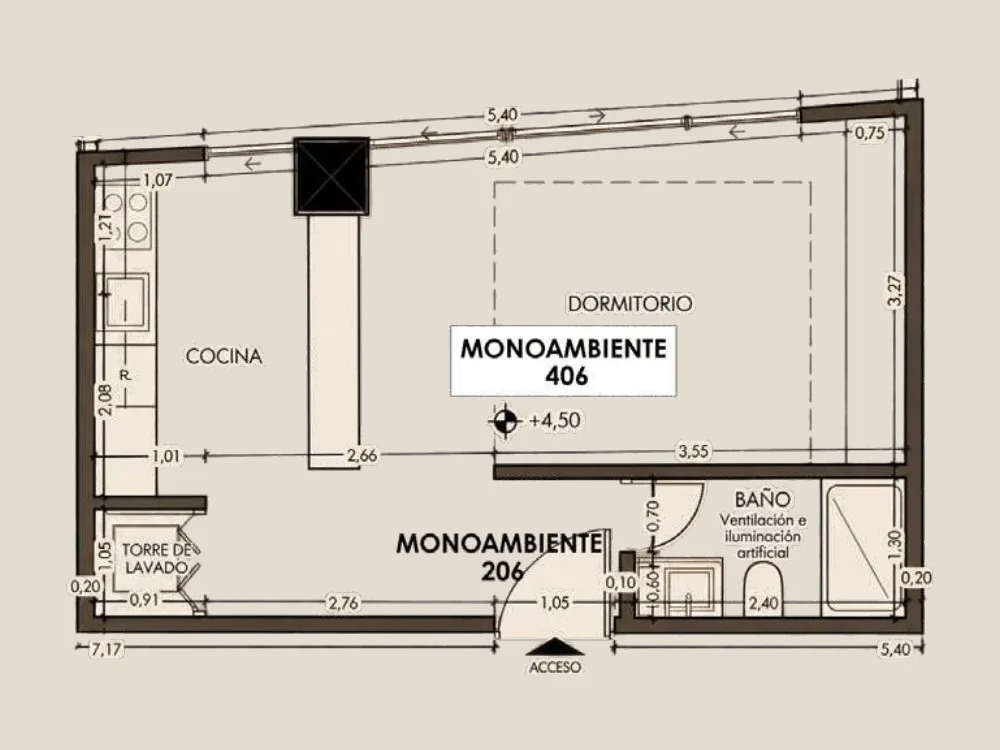 5,40
5,40
0,75
1,07
1,21
3,27
DORMITORIO
COCINA
MONOAMBIENTE
406
R.
2,08
+4,50
1,01
2,66
3,55
BAÑO
Ventilación e
iluminación
artificial
0,70
MONOAMBIENTE
206
TORRE DE
LAVADO
1,05
1,30
0,20
0,10
0,60
0,20
0,91
2,76
1,05
2,40
7,17
5,40
ACCESO